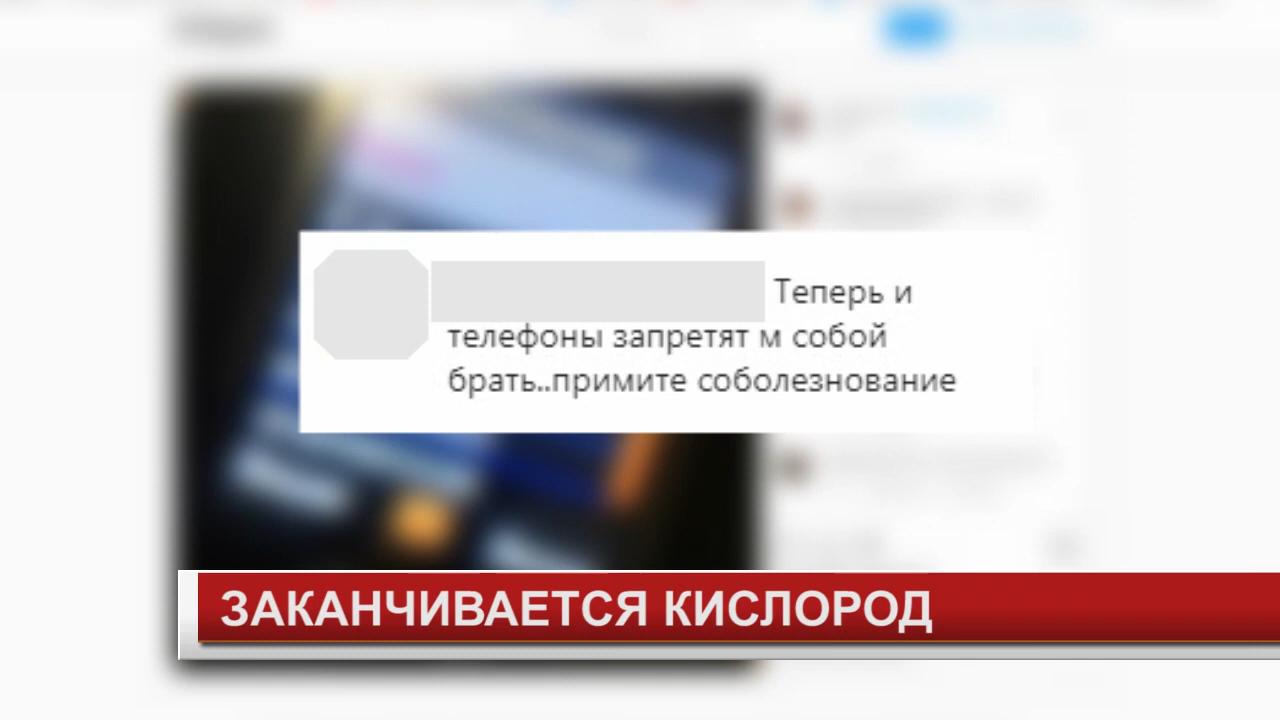 Теперь и
телефоны запретят м собой
брать..примите соболезнование
ЗАКАНЧИВАЕТСЯ КИСЛОРОД